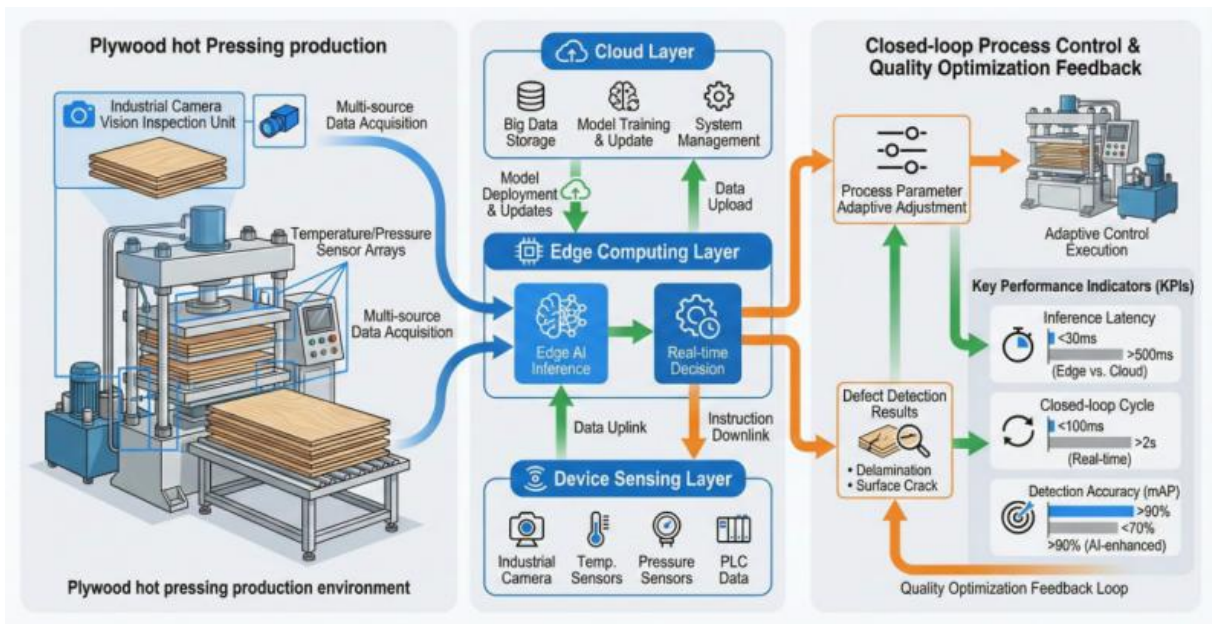 Plywood hot Pressing production
Industrial Camera
Vision Inspection Unit
Multi-source
Data Acquisition
Temperature/Pressure
Sensor Arrays
Multi-source
Data Acquisition
Plywood hot pressing production environment
Cloud Layer
Big Data
Storage
Model Training
& Update
System
Management
Model
Deployment
& Updates
Data
Upload
Edge Computing Layer
Edge AI
Inference
Real-time
Decision
Data Uplink
Instruction
Downlink
Device Sensing Layer
Industrial
Camera
Temp.
Sensors
Pressure
Sensors
PLC
Data
Closed-loop Process Control &
Quality Optimization Feedback
Process Parameter
Adaptive Adjustment
Adaptive Control
Execution
Key Performance Indicators (KPIs)
Inference Latency
<30ms
>500ms
(Edge vs. Cloud)
Defect Detection
Results
• Delamination
• Surface Crack
Closed-loop Cycle
<100ms
>2s
(Real-time)
Detection Accuracy (mAP)
>90%
<70%
>90% (AI-enhanced)
Quality Optimization Feedback Loop